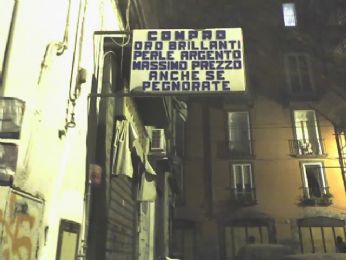 COMPRO
ORO BRILLANTI
PERLE ARGENTO
MASSIMO PREZZO
ANCHE SE
PEGNORATE